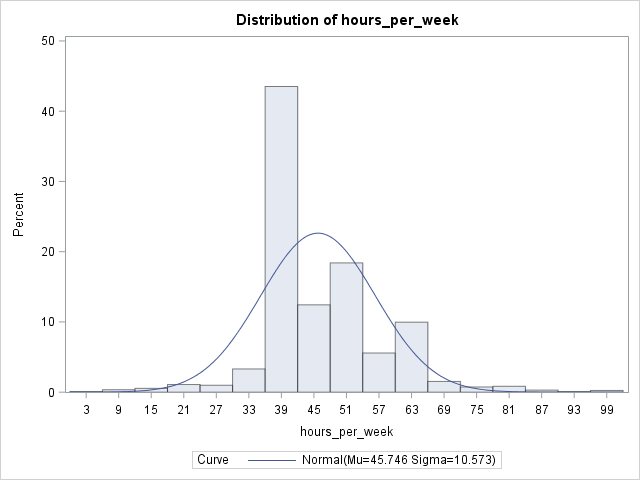 Distribution of hours_per_week
50
40
30
20
10
0
Percent
3 9 15 21 27 33 39 45 51 57 63 69 75 81 87 93 99
hours_per_week
Curve Normal(Mu=45.746 Sigma=10.573)